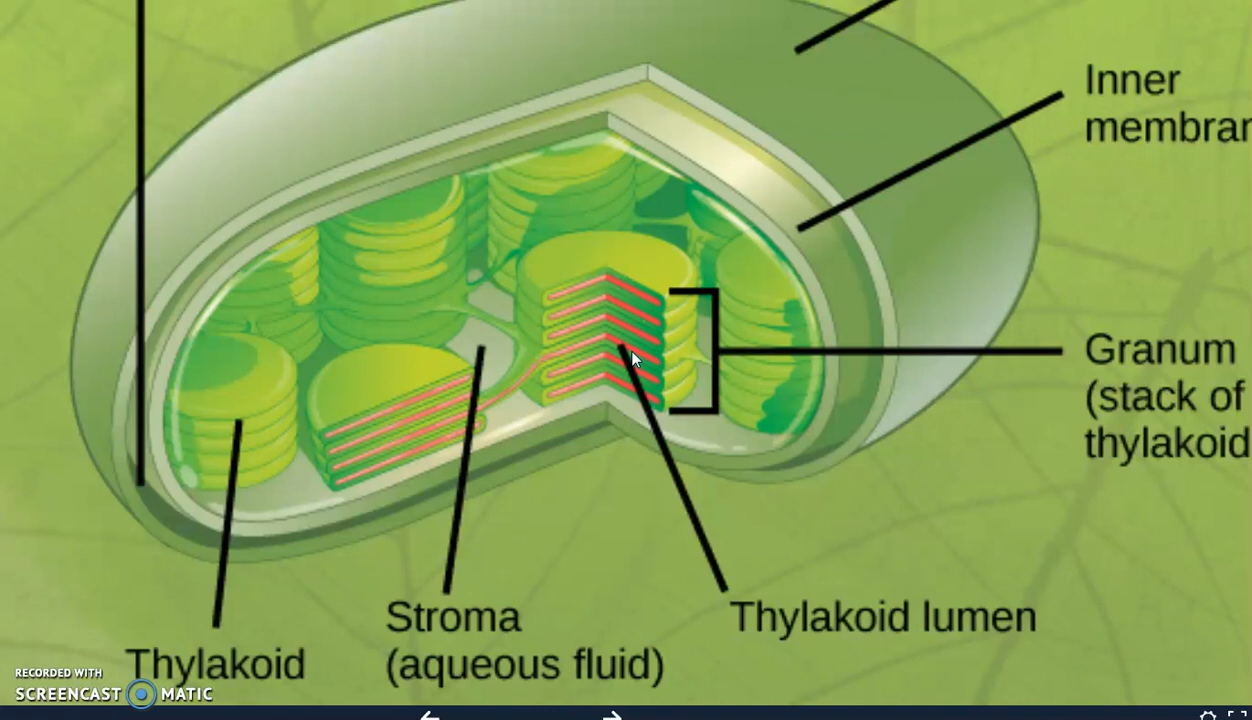 Inner
membran
Granum
(stack of
thylakoid
Thylakoid lumen
Stroma
(aqueous fluid)
Thylakoid
RECORDED WITH
SCREENCAST MATIC